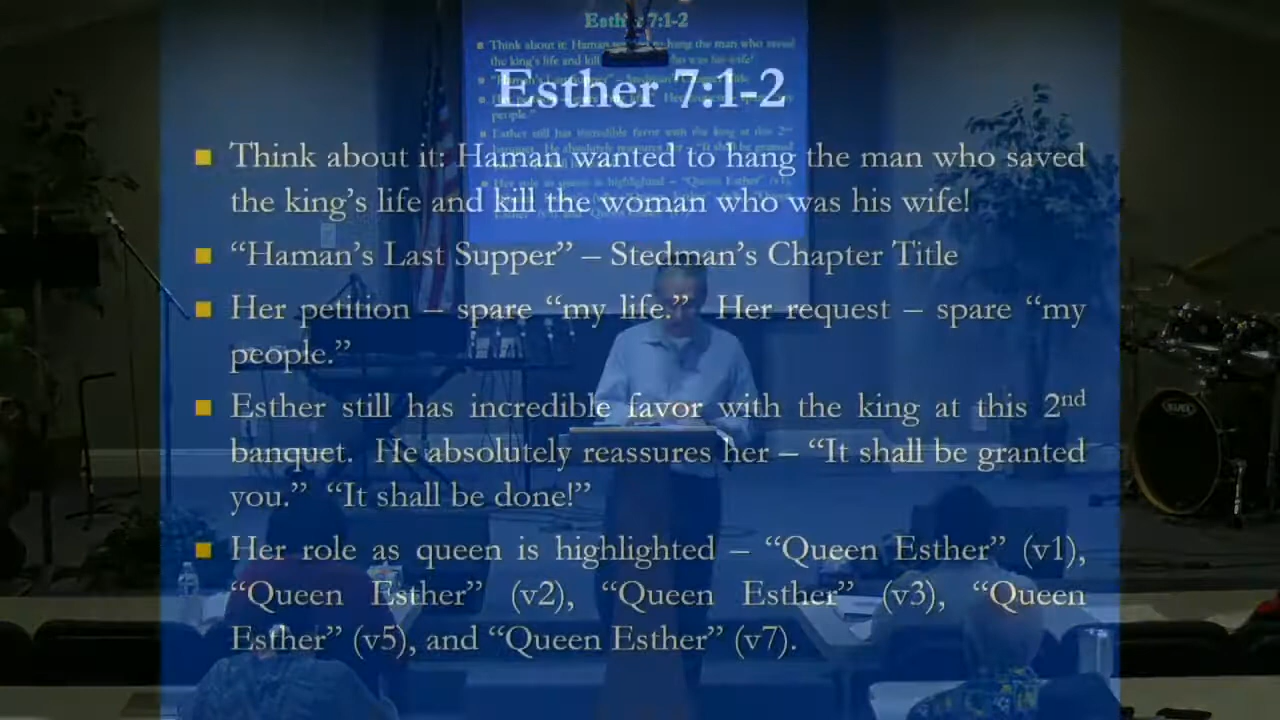 Esther 7:1-2
Esther 7:1-2
■ Think about it: Haman wanted to hang the man who saved
the king's life and kill the woman who was his wife!
■ “Haman's Last Supper” – Stedman's Chapter Title
■ Her petition – spare “my life.” Her request – spare “my
people.”
■ Esther still has incredible favor with the king at this 2nd
banquet. He absolutely reassures her – “It shall be granted
you.” “It shall be done!”
■ Her role as queen is highlighted – “Queen Esther” (v1),
“Queen Esther” (v2), “Queen Esther” (v3), “Queen
Esther” (v5), and “Queen Esther” (v7).